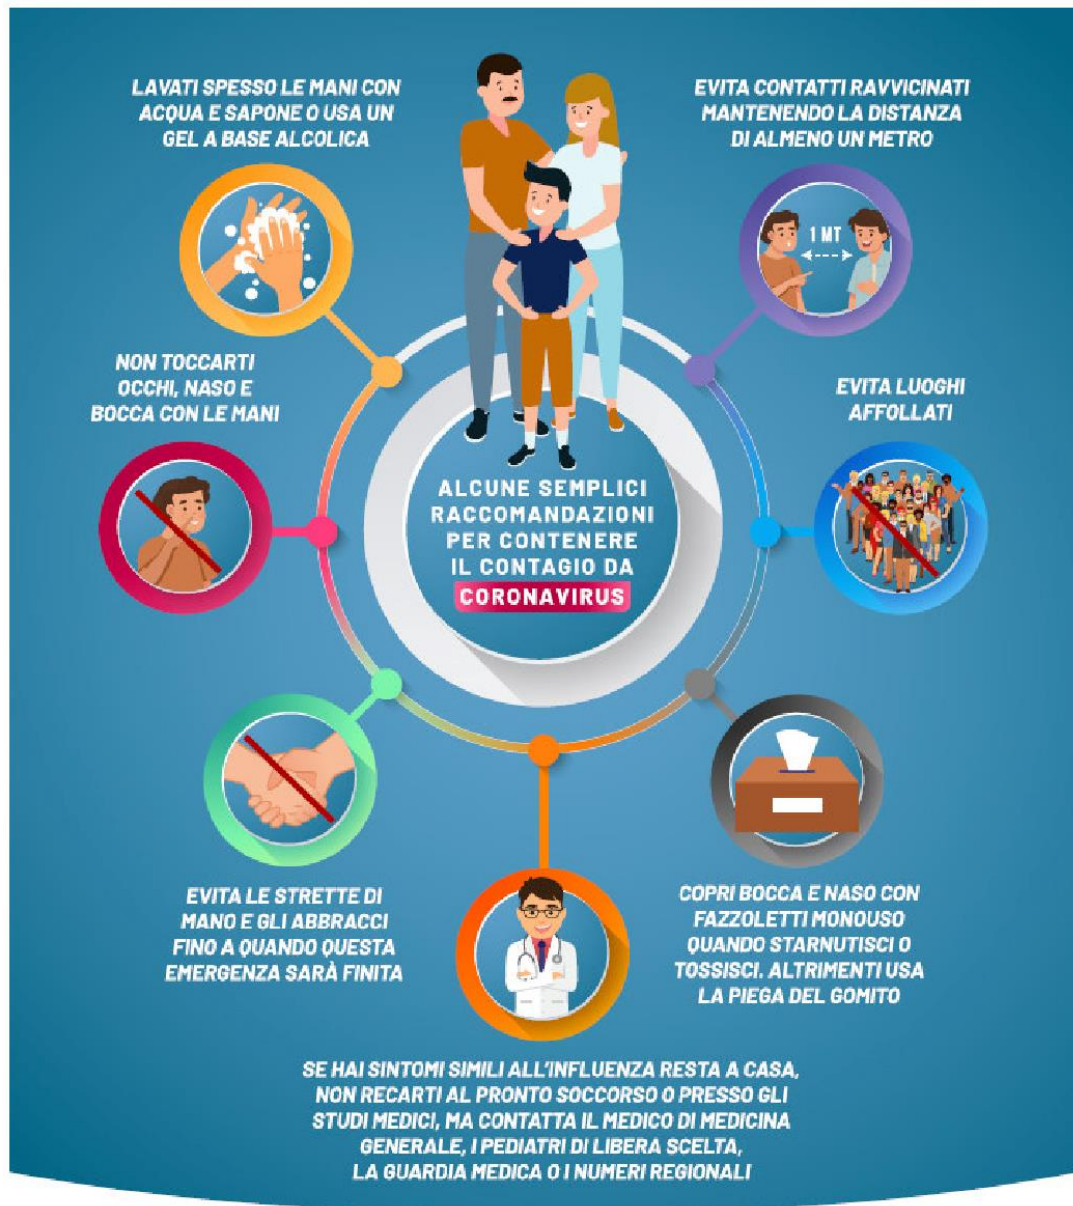 LAVATI SPESSO LE MANI CON
ACQUA E SAPONE O USA UN
GEL A BASE ALCOLICA
EVITA CONTATTI RAVVICINATI
MANTENENDO LA DISTANZA
DI ALMENO UN METRO
1 MT
NON TOCCARTI
OCCHI, NASO E
BOCCA CON LE MANI
EVITA LUOGHI
AFFOLLATI
ALCUNE SEMPLICI
RACCOMANDAZIONI
PER CONTENERE
IL CONTAGIO DA
CORONAVIRUS
EVITA LE STRETTE DI
MANO E GLI ABBRACCI
FINO A QUANDO QUESTA
EMERGENZA SARÀ FINITA
COPRI BOCCA E NASO CON
FAZZOLETTI MONOUSO
QUANDO STARNUTISCI O
TOSSISCI. ALTRIMENTI USA
LA PIEGA DEL GOMITO
SE HAI SINTOMI SIMILI ALL'INFLUENZA RESTA A CASA,
NON RECARTI AL PRONTO SOCCORSO O PRESSO GLI
STUDI MEDICI, MA CONTATTA IL MEDICO DI MEDICINA
GENERALE, I PEDIATRI DI LIBERA SCELTA,
LA GUARDIA MEDICA O I NUMERI REGIONALI